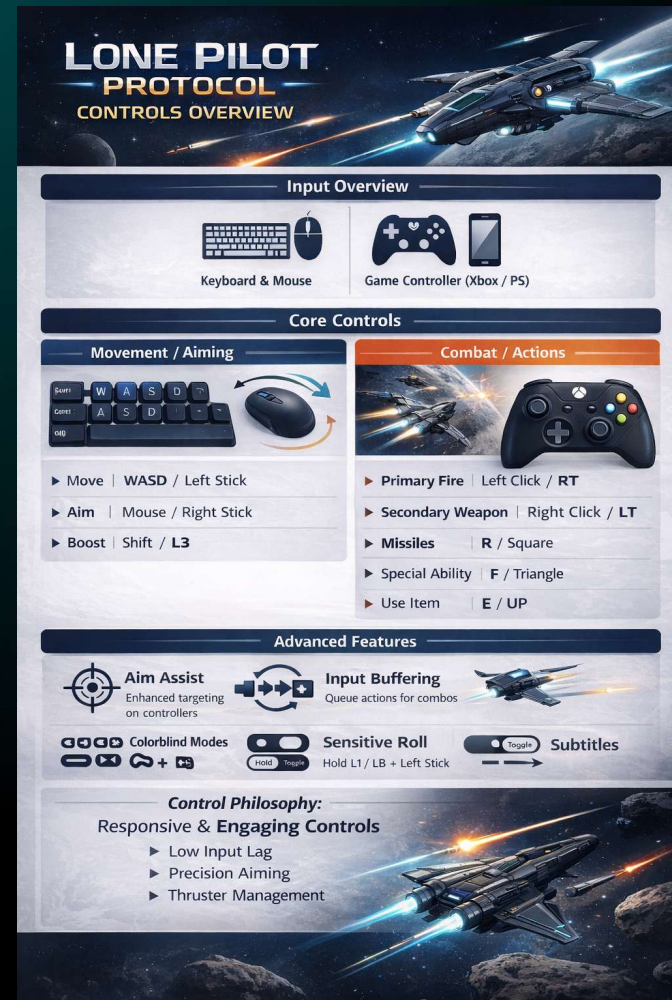 LONE PILOT
PROTOCOL
CONTROLS OVERVIEW
Input Overview
Keyboard & Mouse
Game Controller (Xbox / PS)
Core Controls
Movement / Aiming
W A S D
A S D
▶ Move | WASD / Left Stick
▶ Aim | Mouse / Right Stick
▶ Boost | Shift / L3
Combat / Actions
▶ Primary Fire | Left Click / RT
▶ Secondary Weapon | Right Click / LT
▶ Missiles | R / Square
▶ Special Ability | F / Triangle
▶ Use Item | E / UP
Advanced Features
Aim Assist
Enhanced targeting
on controllers
Input Buffering
Queue actions for combos
Colorblind Modes
Hold Toggle
Sensitive Roll
Hold L1 / LB + Left Stick
Toggle
Subtitles
Control Philosophy:
Responsive & Engaging Controls
▶ Low Input Lag
▶ Precision Aiming
▶ Thruster Management